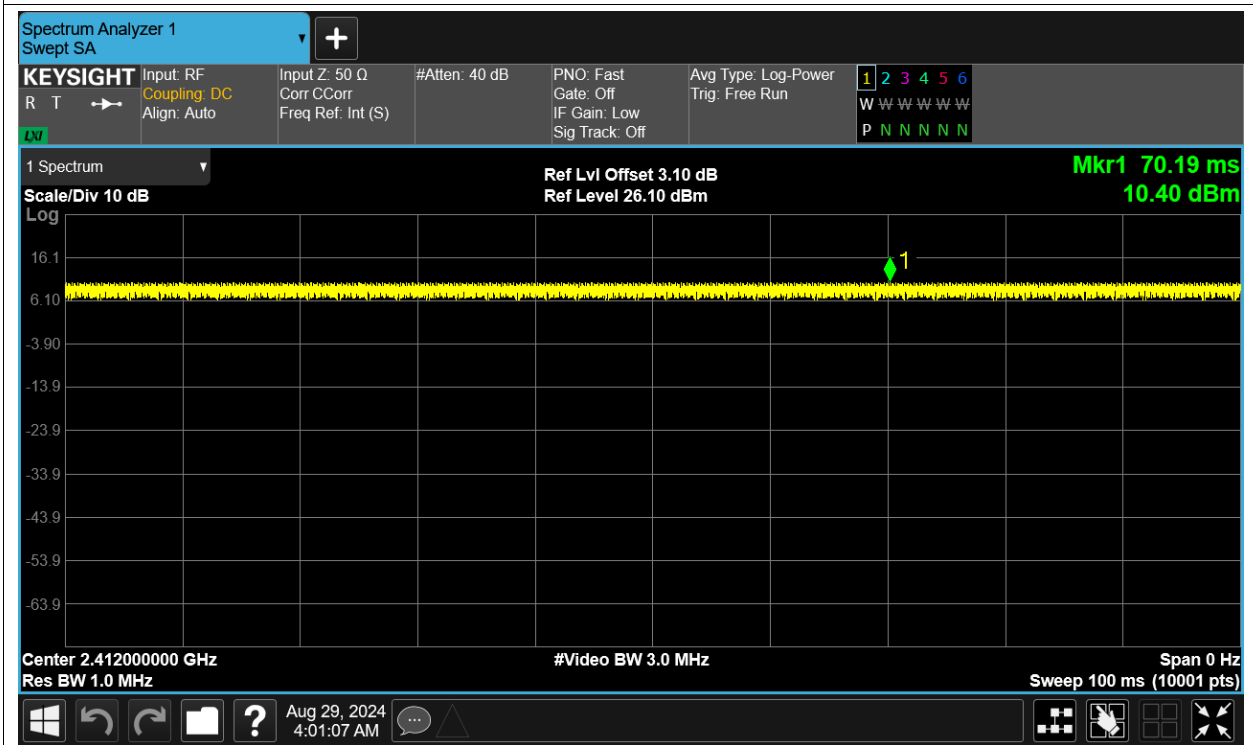 Spectrum Analyzer 1
Swept SA
KEYSIGHT
R T
LXI
Input: RF
Coupling: DC
Align: Auto
Input Z: 50 Ω
Corr CCorr
Freq Ref: Int (S)
#Atten: 40 dB
PNO: Fast
Gate: Off
IF Gain: Low
Sig Track: Off
Avg Type: Log-Power
Trig: Free Run
1 2 3 4 5 6
W W W W W W
P N N N N N
1 Spectrum
Scale/Div 10 dB
Log
Ref Lvl Offset 3.10 dB
Ref Level 26.10 dBm
Mkr1 70.19 ms
10.40 dBm
1
16.1
6.10
-3.90
-13.9
-23.9
-33.9
-43.9
-53.9
-63.9
Center 2.412000000 GHz
Res BW 1.0 MHz
#Video BW 3.0 MHz
Span 0 Hz
Sweep 100 ms (10001 pts)
?
Aug 29, 2024
4:01:07 AM